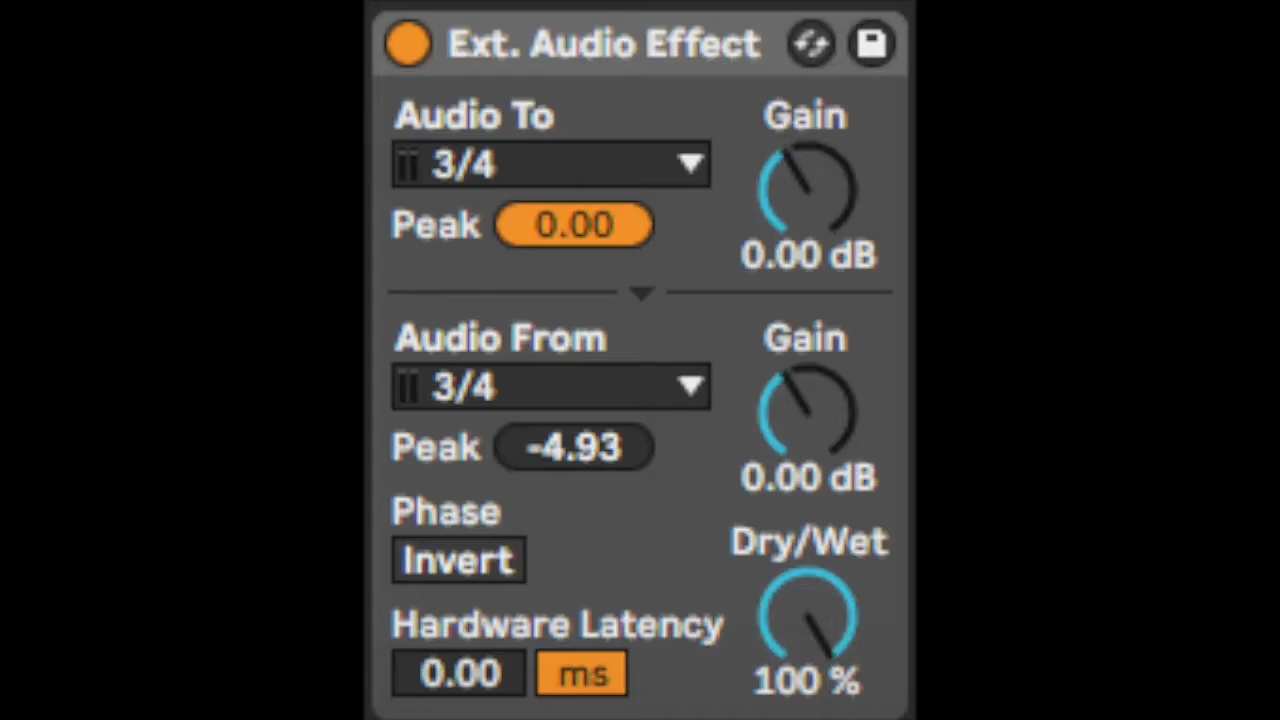 Ext. Audio Effect
Audio To
Gain
3/4
Peak 0.00
0.00 dB
Audio From
Gain
3/4
Peak -4.93
0.00 dB
Phase
Invert
Dry/Wet
Hardware Latency
0.00 ms
100 %